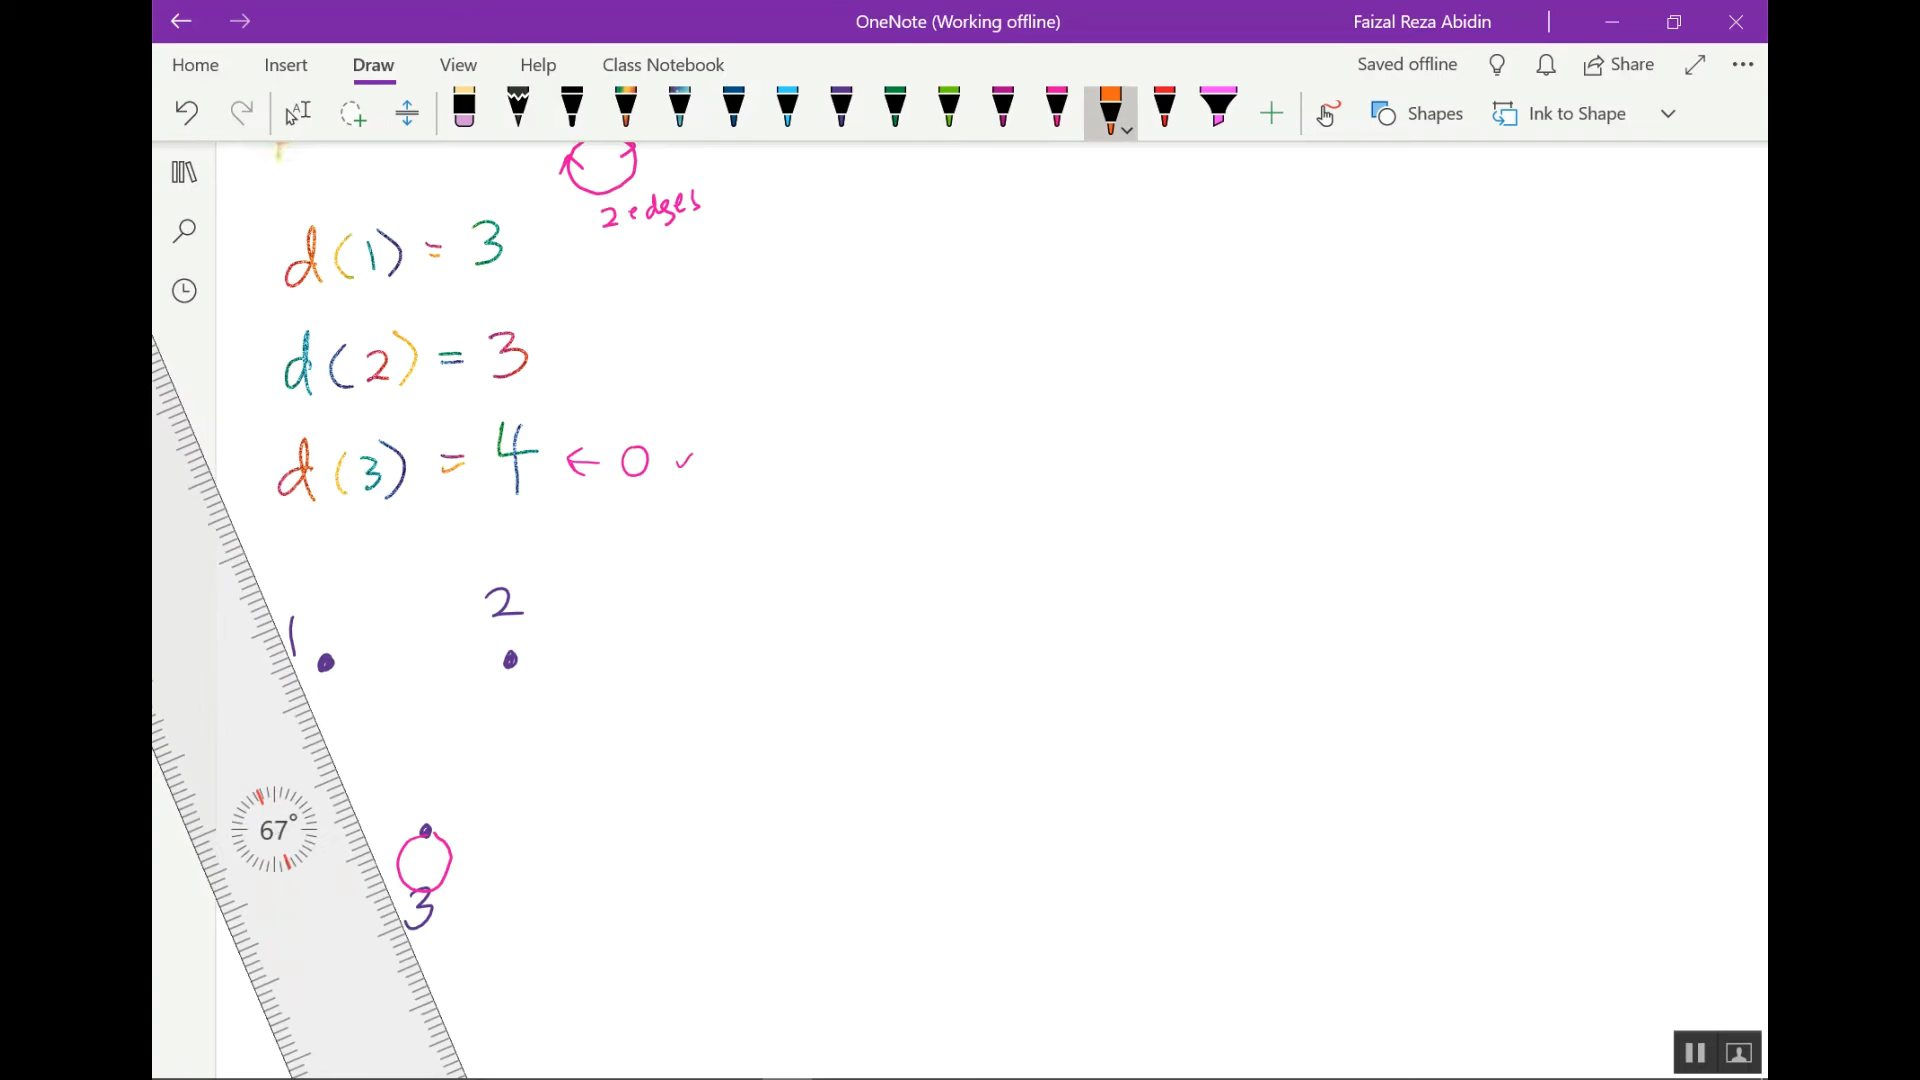 OneNote (Working offline)
Faizal Reza Abidin
Home Insert Draw View Help Class Notebook
Saved offline
Share
Shapes
Ink to Shape
2 edges
d(1) = 3
d(2) = 3
d(3) = 4 ← 0 ✓
1
2
67°
3